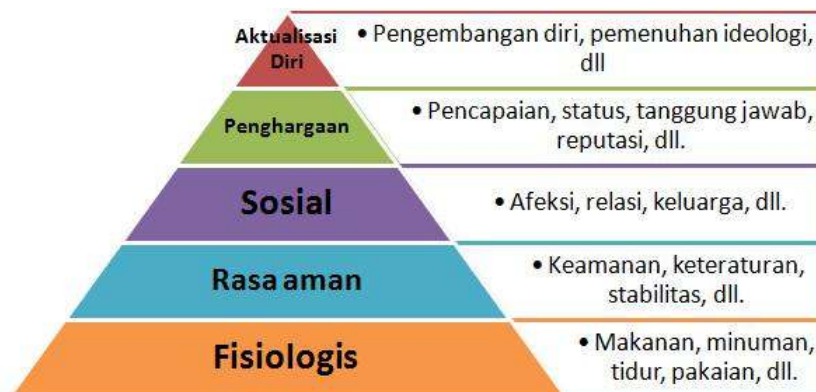 Aktualisasi
Diri
• Pengembangan diri, pemenuhan ideologi,
dll
Penghargaan
• Pencapaian, status, tanggung jawab,
reputasi, dll.
Sosial
• Afeksi, relasi, keluarga, dll.
Rasa aman
• Keamanan, keteraturan,
stabilitas, dll.
Fisiologis
• Makanan, minuman,
tidur, pakaian, dll.